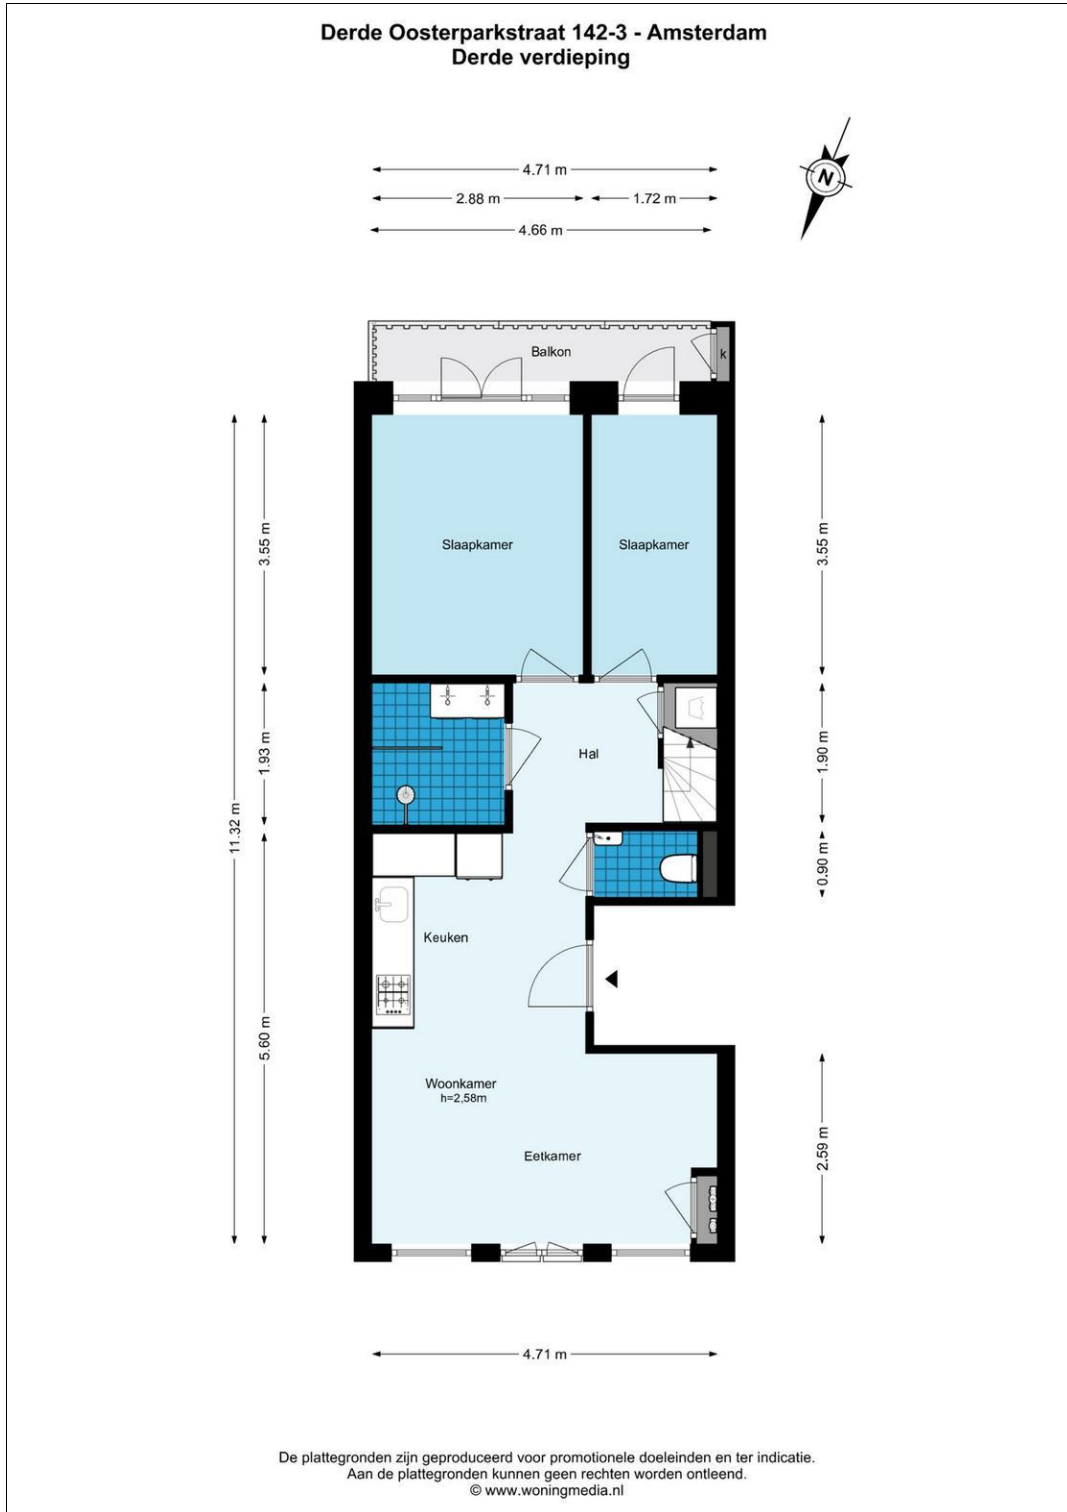 Derde Oosterparkstraat 142-3 - Amsterdam
Derde verdieping
N
4.71 m
2.88 m
1.72 m
4.66 m
Balkon
k
11.32 m
3.55 m
3.55 m
Slaapkamer
Slaapkamer
1.93 m
1.90 m
Hal
0.90 m
Keuken
5.60 m
Woonkamer
h=2,58m
Eetkamer
2.59 m
4.71 m
De plattegronden zijn geproduceerd voor promotionele doeleinden en ter indicatie.
Aan de plattegronden kunnen geen rechten worden ontleend.
© www.woningmedia.nl